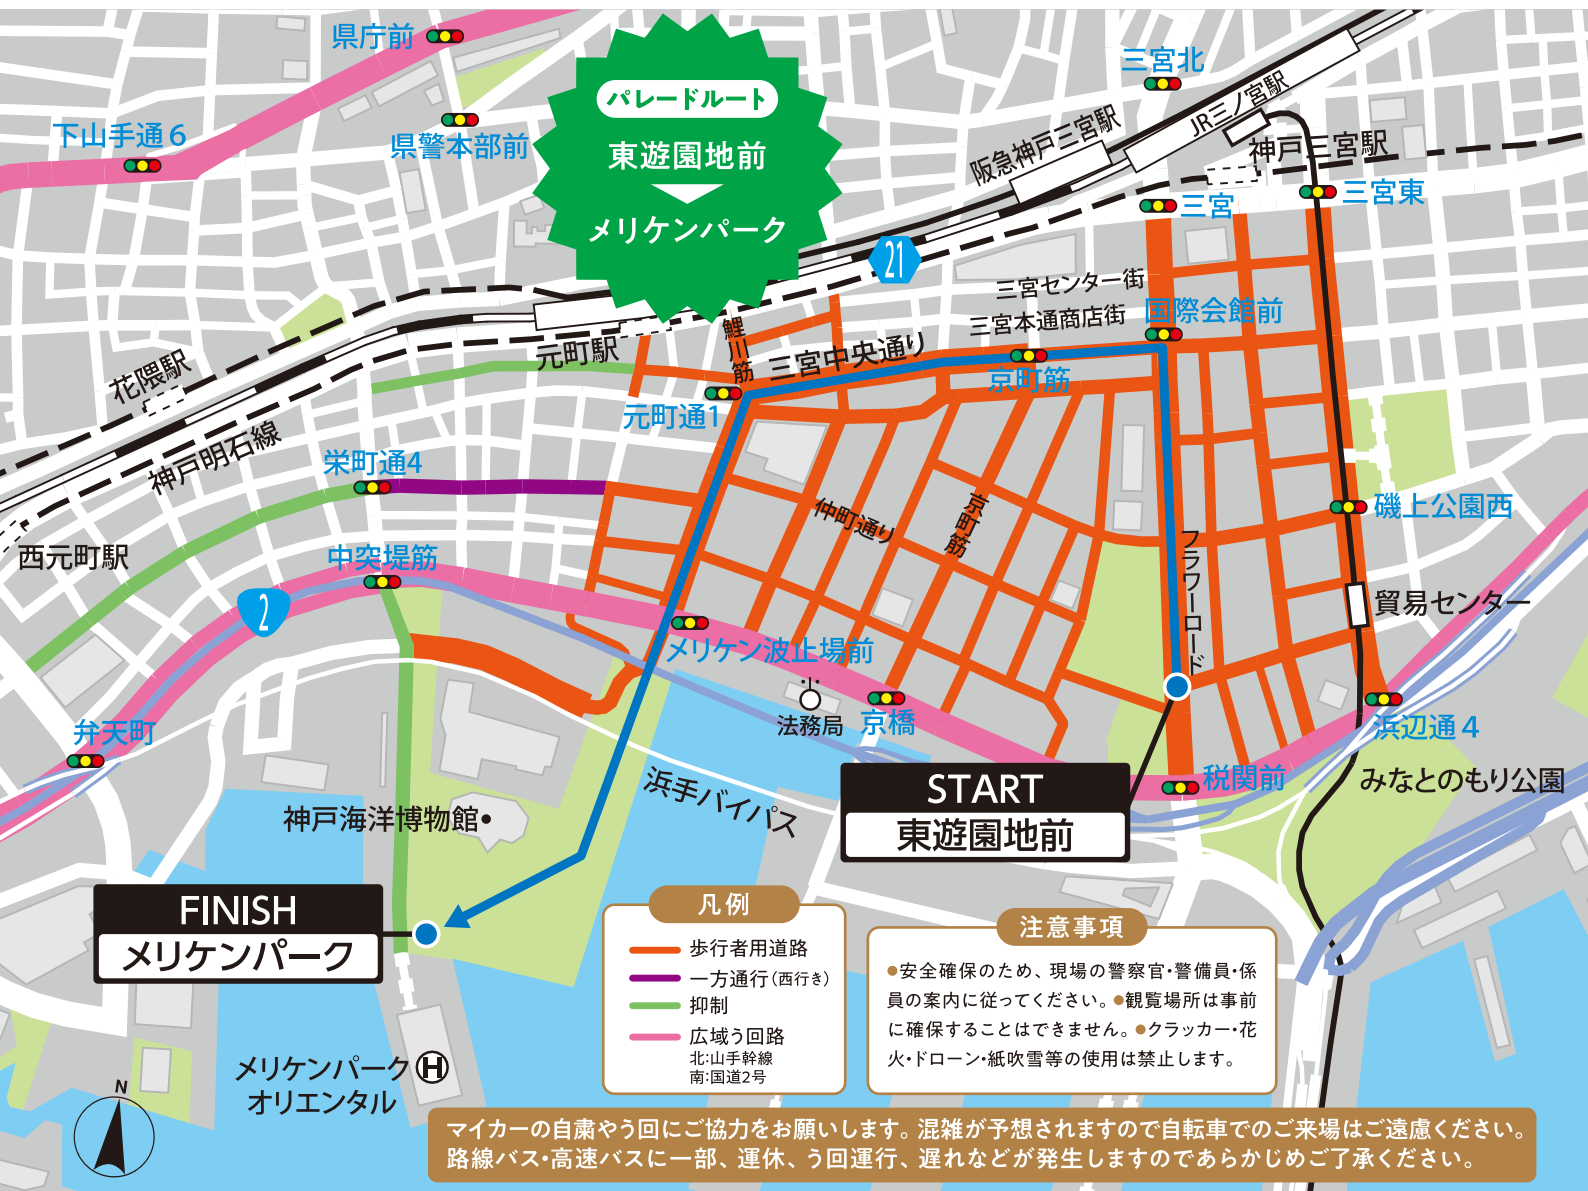 県庁前
三宮北
パレードルート
東遊園地前
メリケンパーク
下山手通6
県警本部前
阪急神戸三宮駅
JR三ノ宮駅
神戸三宮駅
三宮
三宮東
21
三宮センター街
三宮本通商店街
国際会館前
鯉川筋
三宮中央通り
元町駅
京町筋
花隈駅
元町通1
神戸明石線
栄町通4
仲町通り
京町筋
磯上公園西
西元町駅
中突堤筋
フラワーロード
2
貿易センター
メリケン波止場前
法務局
京橋
浜辺通4
弁天町
税関前
みなとのもり公園
START
東遊園地前
浜手バイパス
神戸海洋博物館
FINISH
メリケンパーク
凡例
歩行者用道路
一方通行(西行き)
抑制
広域う回路
北:山手幹線
南:国道2号
注意事項
●安全確保のため、現場の警察官・警備員・係
員の案内に従ってください。●観覧場所は事前
に確保することはできません。●クラッカー・花
火・ドローン・紙吹雪等の使用は禁止します。
メリケンパーク
オリエンタル
H
N
マイカーの自粛やう回にご協力をお願いします。混雑が予想されますので自転車でのご来場はご遠慮ください。
路線バス・高速バスに一部、運休、う回運行、遅れなどが発生しますのであらかじめご了承ください。